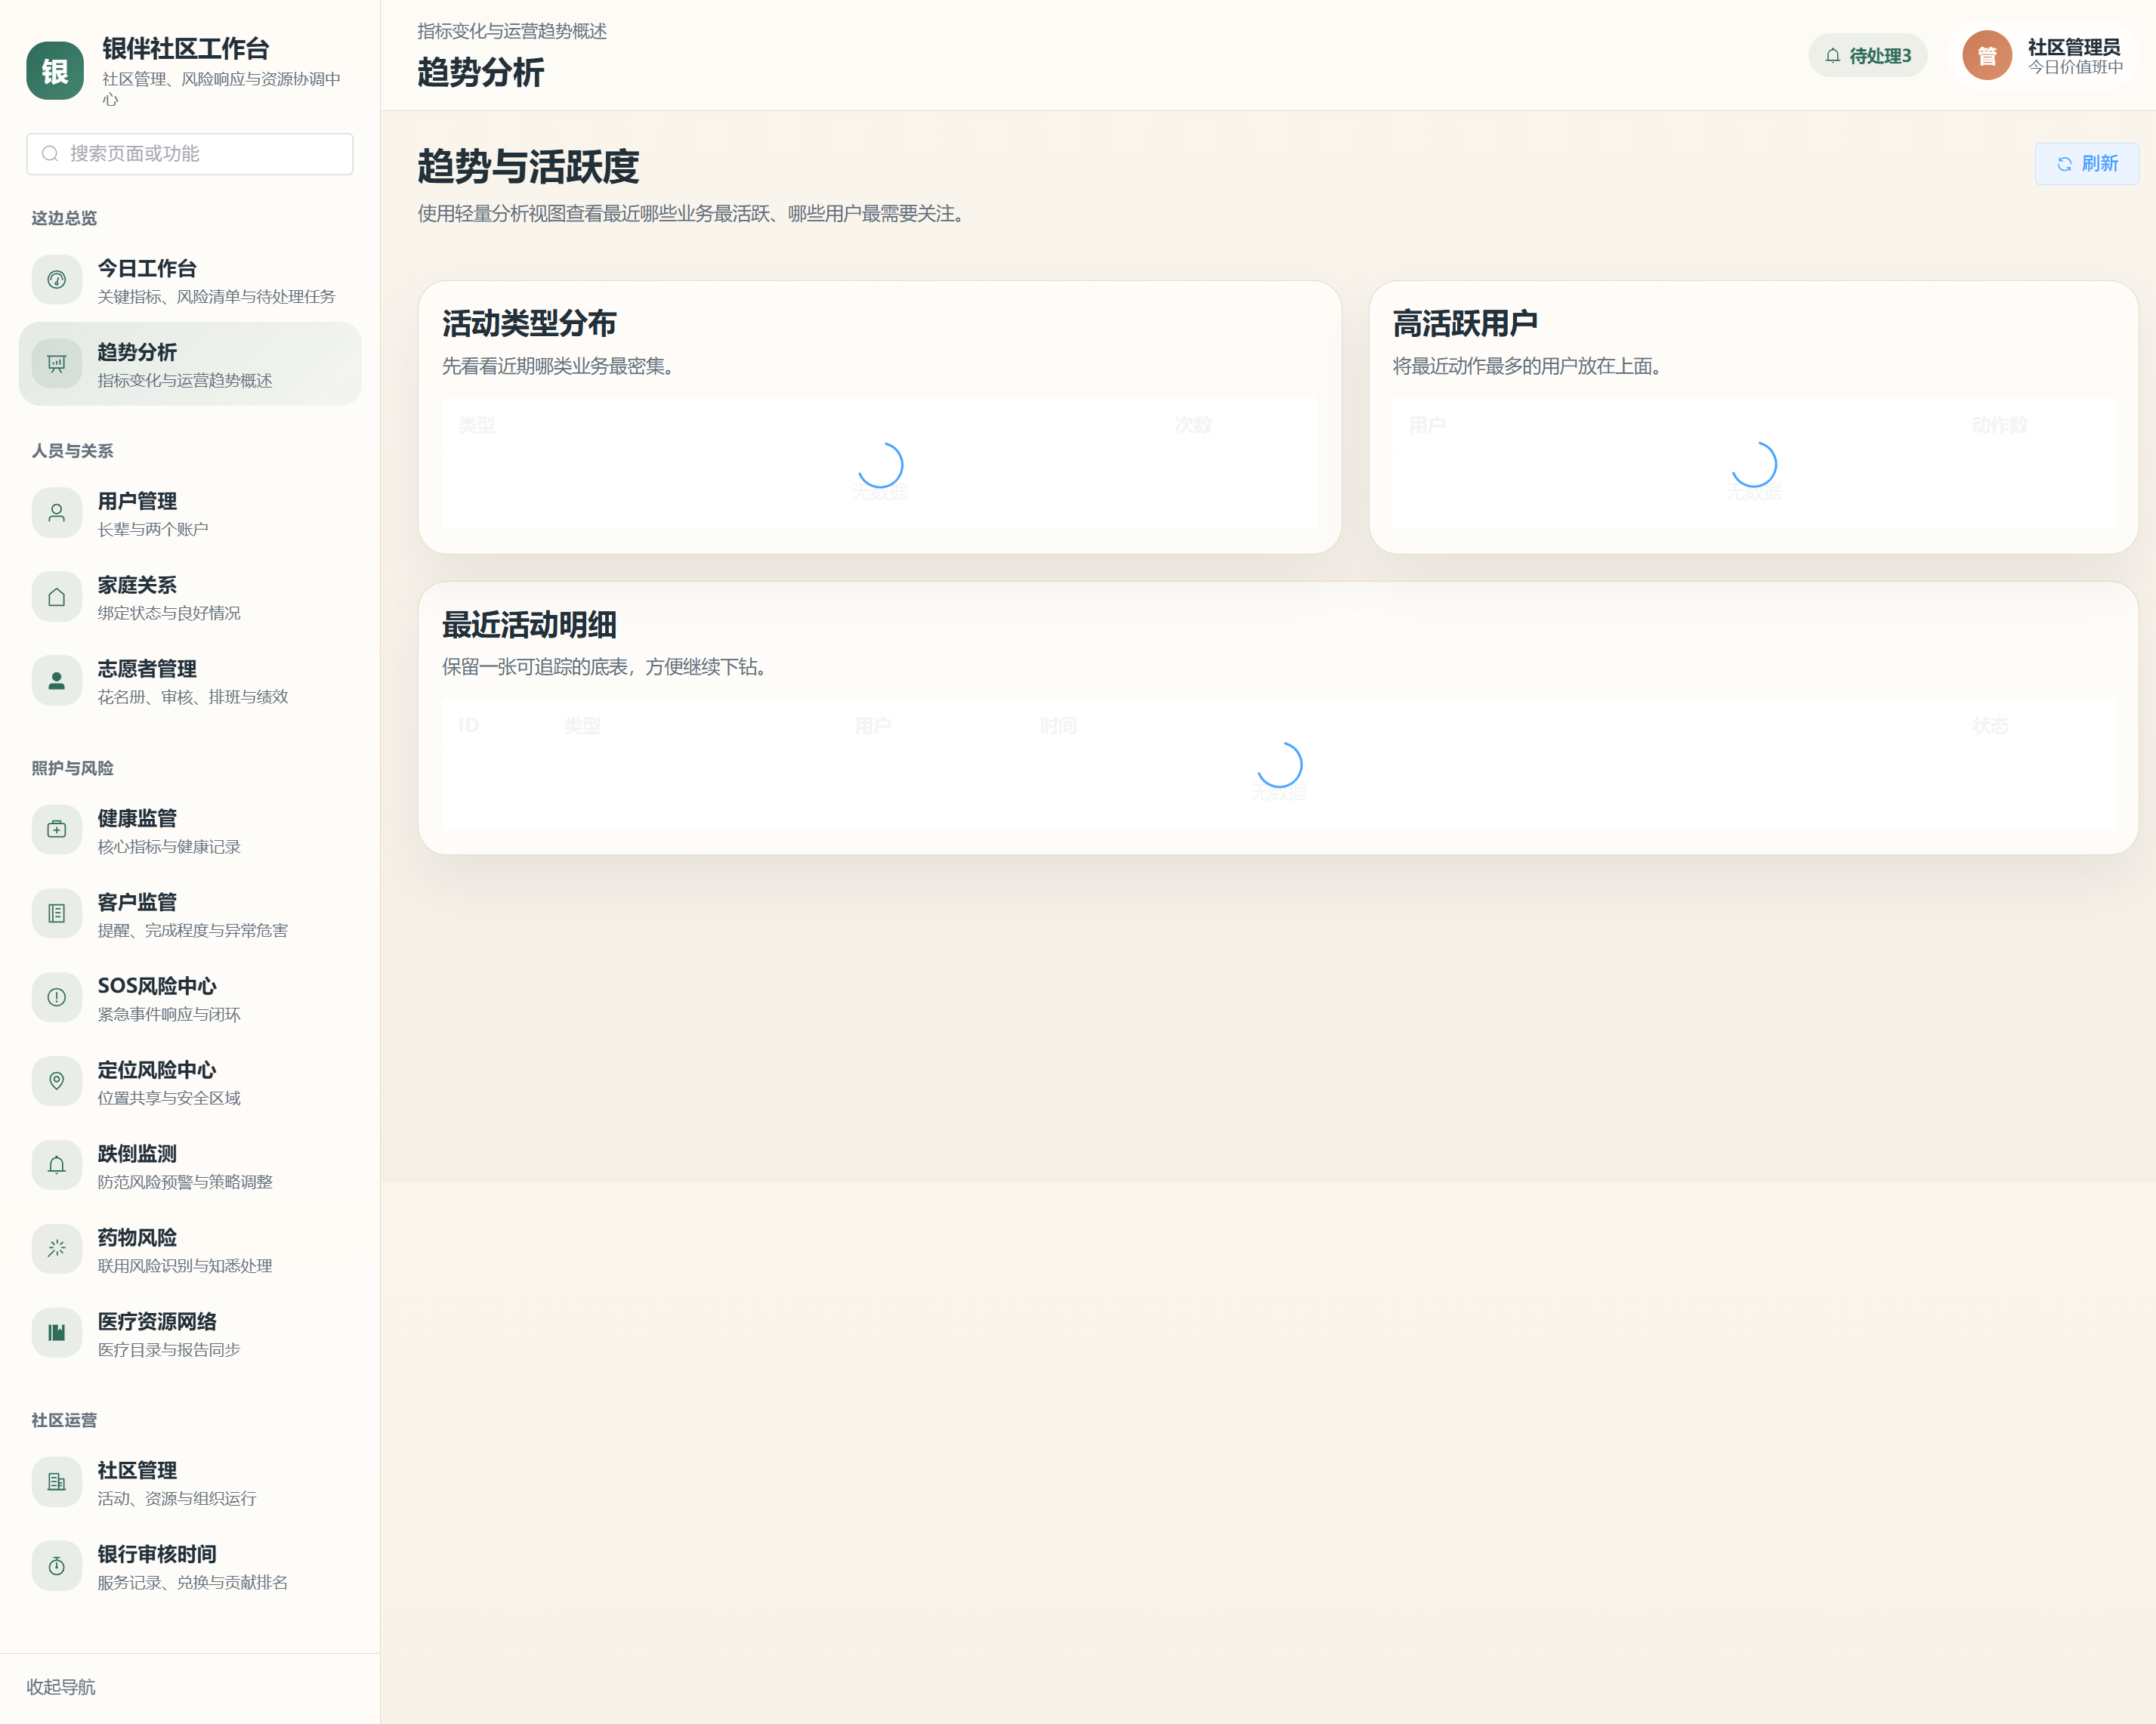 银
银伴社区工作台
社区管理、风险响应与资源协调中
心
搜索页面或功能
这边总览
今日工作台
关键指标、风险清单与待处理任务
趋势分析
指标变化与运营趋势概述
人员与关系
用户管理
长辈与两个账户
家庭关系
绑定状态与良好情况
志愿者管理
花名册、审核、排班与绩效
照护与风险
健康监管
核心指标与健康记录
客户监管
提醒、完成程度与异常危害
SOS风险中心
紧急事件响应与闭环
定位风险中心
位置共享与安全区域
跌倒监测
防范风险预警与策略调整
药物风险
联用风险识别与知悉处理
医疗资源网络
医疗目录与报告同步
社区运营
社区管理
活动、资源与组织运行
银行审核时间
服务记录、兑换与贡献排名
收起导航
指标变化与运营趋势概述
趋势分析
待处理3
管
社区管理员
今日价值班中
趋势与活跃度
使用轻量分析视图查看最近哪些业务最活跃、哪些用户最需要关注。
刷新
活动类型分布
先看看近期哪类业务最密集。
类型 次数
无数据
高活跃用户
将最近动作最多的用户放在上面。
用户 动作数
无数据
最近活动明细
保留一张可追踪的底表，方便继续下钻。
ID 类型 用户 时间 状态
无数据